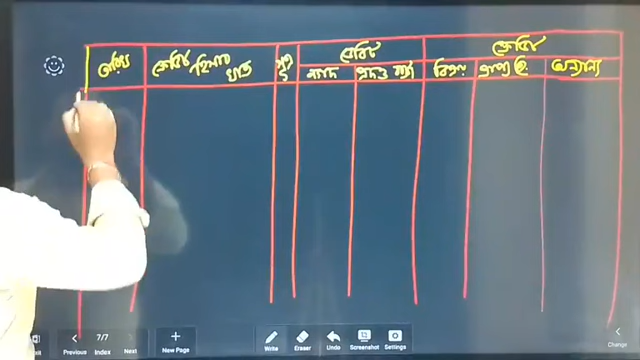 তারিখ ক্রেডিট হিসাব খাত ডেবিট ক্রেডিট
নগদ প্রদত্ত বাট্টা বিক্রয় প্রাপ্য হি: অন্যান্য
Previous 7/7 Index Next New Page Write Eraser Undo Screenshot Settings Change